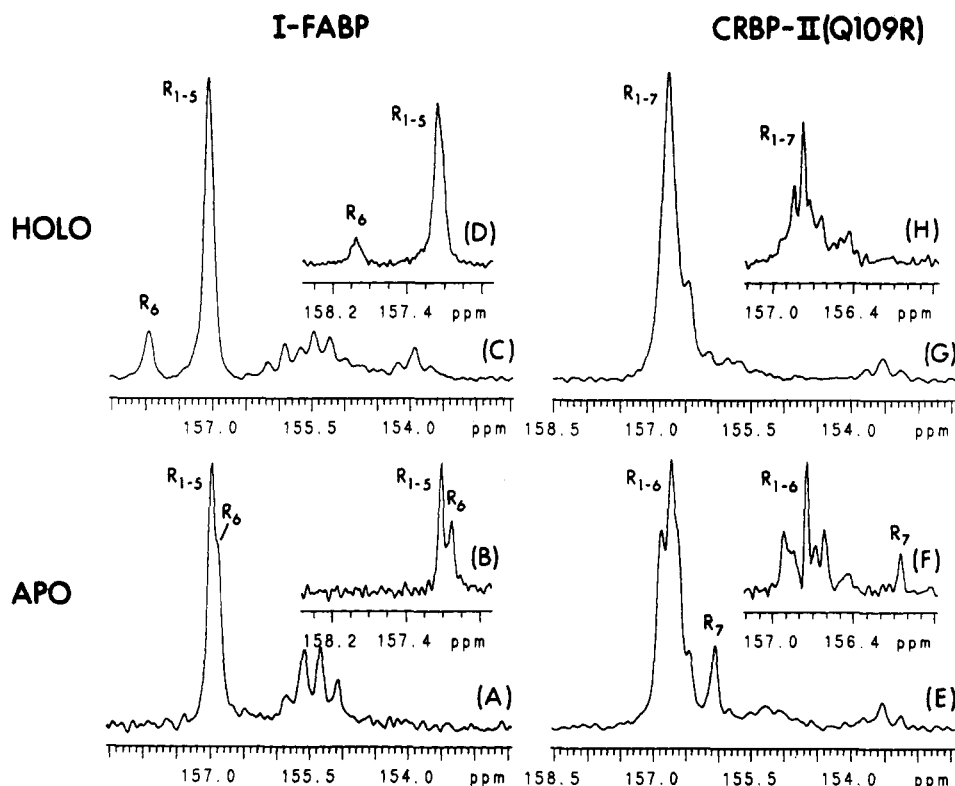 I-FABP
CRBP-II(Q109R)
HOLO
R1-5
R6
R1-5
R6
(D)
158.2 157.4 ppm
(C)
157.0 155.5 154.0 ppm
R1-7
R1-7
(H)
157.0 156.4 ppm
(G)
158.5 157.0 155.5 154.0 ppm
APO
R1-5
R6
R1-5
R6
(B)
158.2 157.4 ppm
(A)
157.0 155.5 154.0 ppm
R1-6
R7
R1-6
R7
(F)
157.0 156.4 ppm
(E)
158.5 157.0 155.5 154.0 ppm